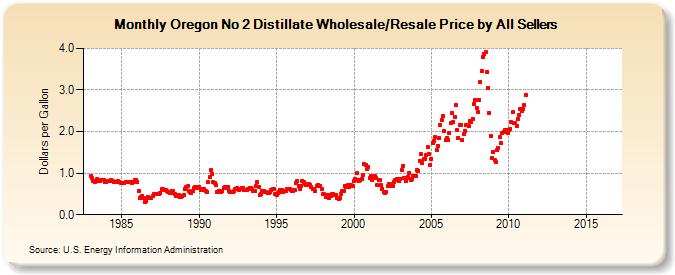 Monthly Oregon No 2 Distillate Wholesale/Resale Price by All Sellers
Dollars per Gallon
4.0
3.0
2.0
1.0
0.0
1985 1990 1995 2000 2005 2010 2015
Source: U.S. Energy Information Administration